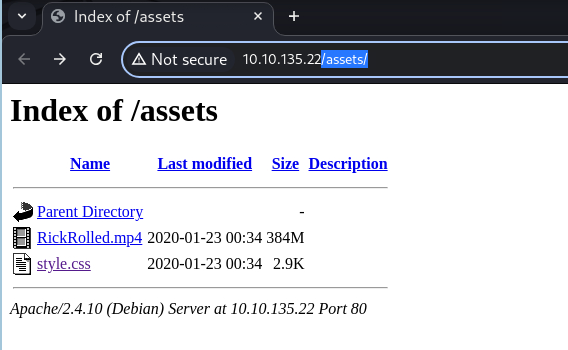 Index of /assets
Not secure 10.10.135.22/assets/
Index of /assets
Name Last modified Size Description
Parent Directory -
RickRolled.mp4 2020-01-23 00:34 384M
style.css 2020-01-23 00:34 2.9K
Apache/2.4.10 (Debian) Server at 10.10.135.22 Port 80